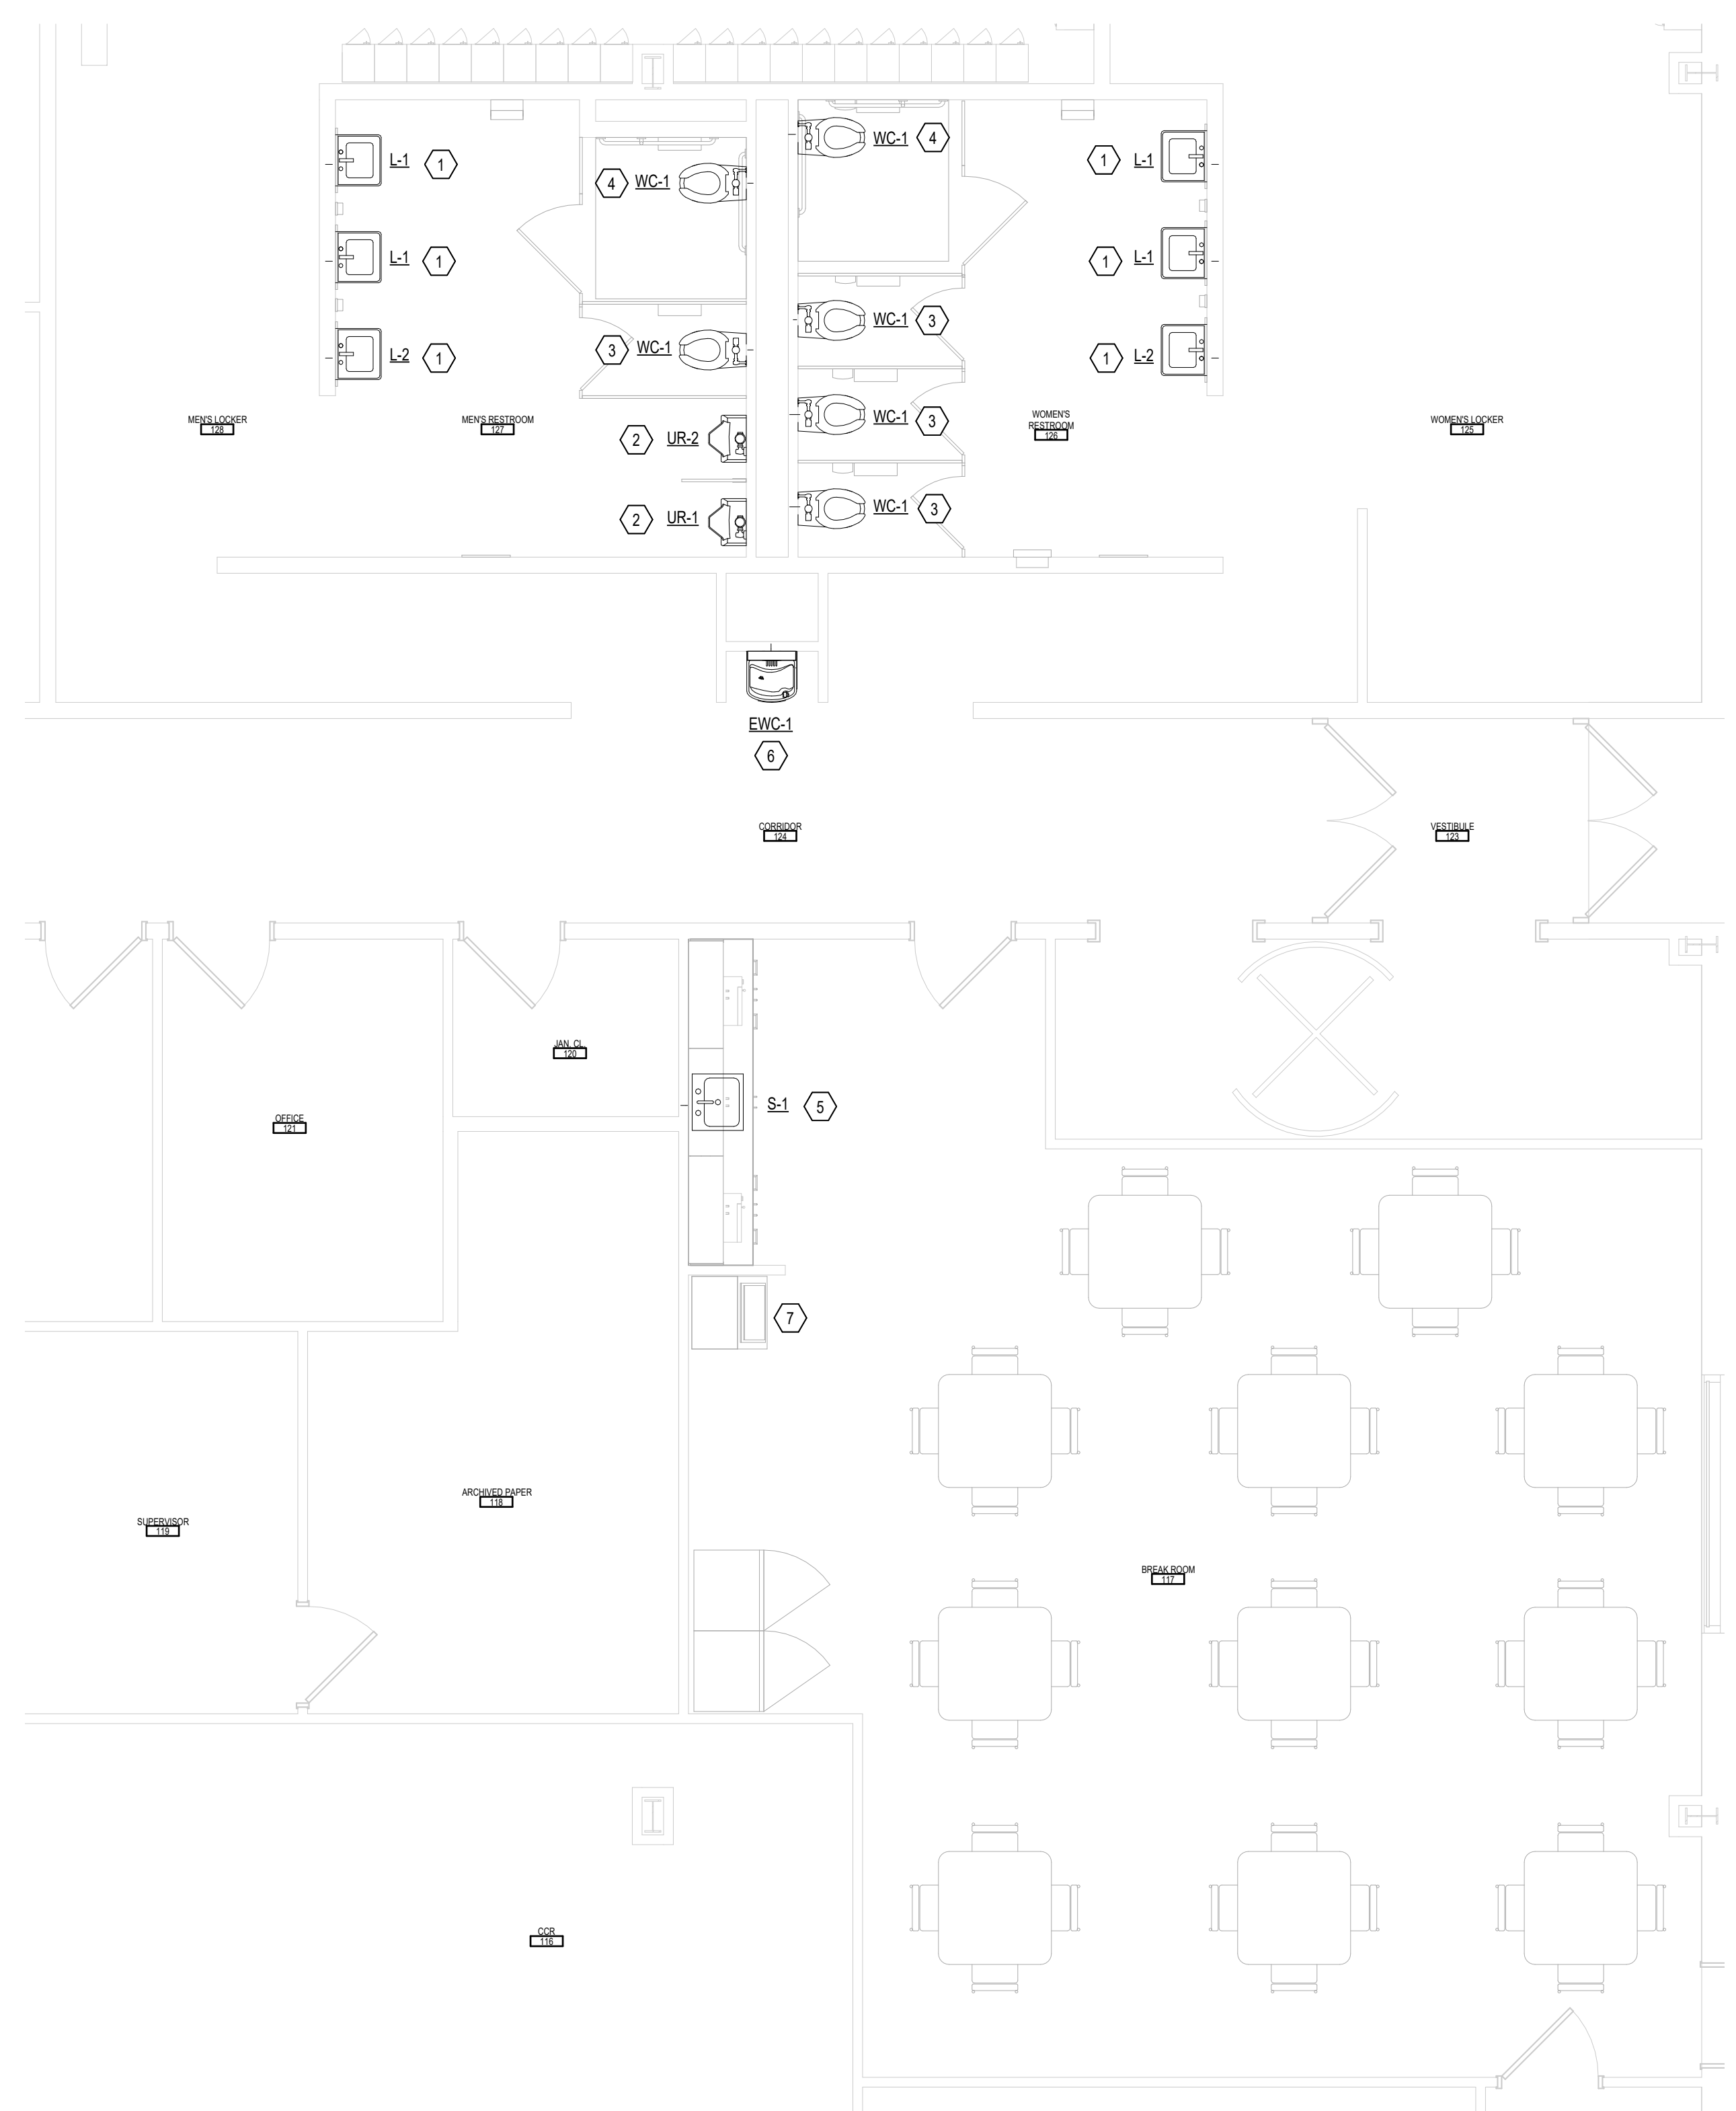 WC-1 4
L-1 1
1 L-1
4 WC-1
L-1 1
1 L-1
WC-1 3
3 WC-1
L-2 1
1 L-2
MEN'S LOCKER
128
MEN'S RESTROOM
127
WC-1 3
WOMEN'S
RESTROOM
126
WOMEN'S LOCKER
125
2 UR-2
WC-1 3
2 UR-1
EWC-1
6
CORRIDOR
124
VESTIBULE
123
JAN. CL.
120
S-1 5
OFFICE
121
7
ARCHIVED PAPER
118
SUPERVISOR
119
BREAK ROOM
117
CCR
116